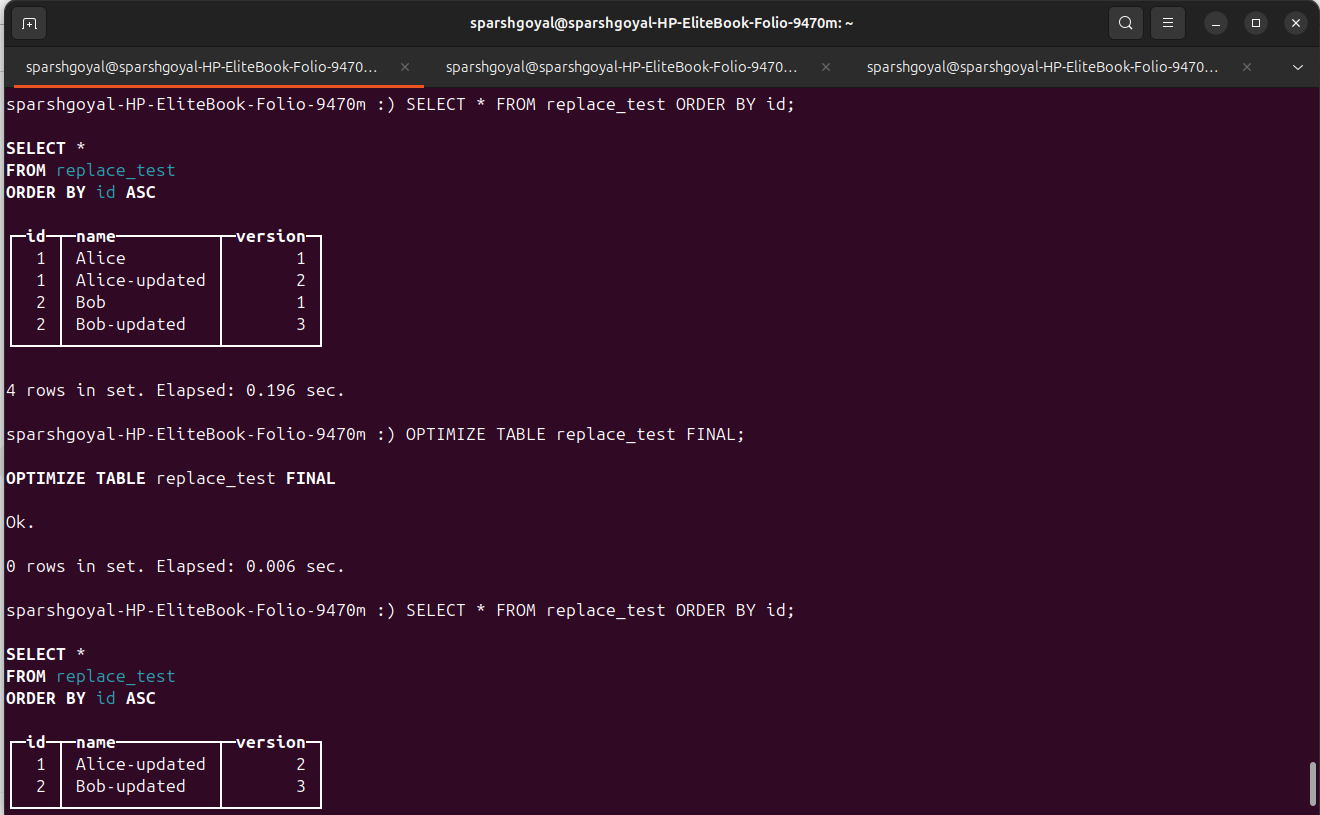 sparshgoyal@sparshgoyal-HP-EliteBook-Folio-9470m: ~
sparshgoyal@sparshgoyal-HP-EliteBook-Folio-9470... sparshgoyal@sparshgoyal-HP-EliteBook-Folio-9470... sparshgoyal@sparshgoyal-HP-EliteBook-Folio-9470...
sparshgoyal-HP-EliteBook-Folio-9470m :) SELECT * FROM replace_test ORDER BY id;
SELECT *
FROM replace_test
ORDER BY id ASC
id name version
1 Alice 1
1 Alice-updated 2
2 Bob 1
2 Bob-updated 3
4 rows in set. Elapsed: 0.196 sec.
sparshgoyal-HP-EliteBook-Folio-9470m :) OPTIMIZE TABLE replace_test FINAL;
OPTIMIZE TABLE replace_test FINAL
Ok.
0 rows in set. Elapsed: 0.006 sec.
sparshgoyal-HP-EliteBook-Folio-9470m :) SELECT * FROM replace_test ORDER BY id;
SELECT *
FROM replace_test
ORDER BY id ASC
id name version
1 Alice-updated 2
2 Bob-updated 3